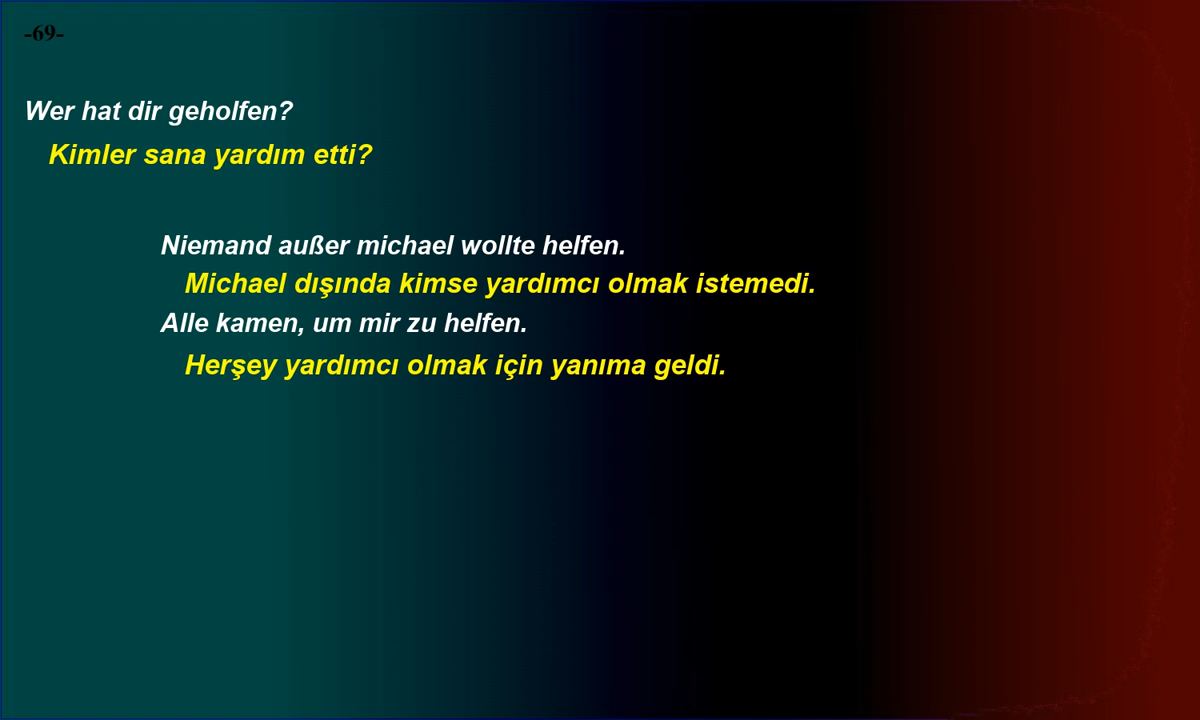 -69-
Wer hat dir geholfen?
Kimler sana yardım etti?
Niemand außer michael wollte helfen.
Michael dışında kimse yardımcı olmak istemedi.
Alle kamen, um mir zu helfen.
Herşey yardımcı olmak için yanıma geldi.